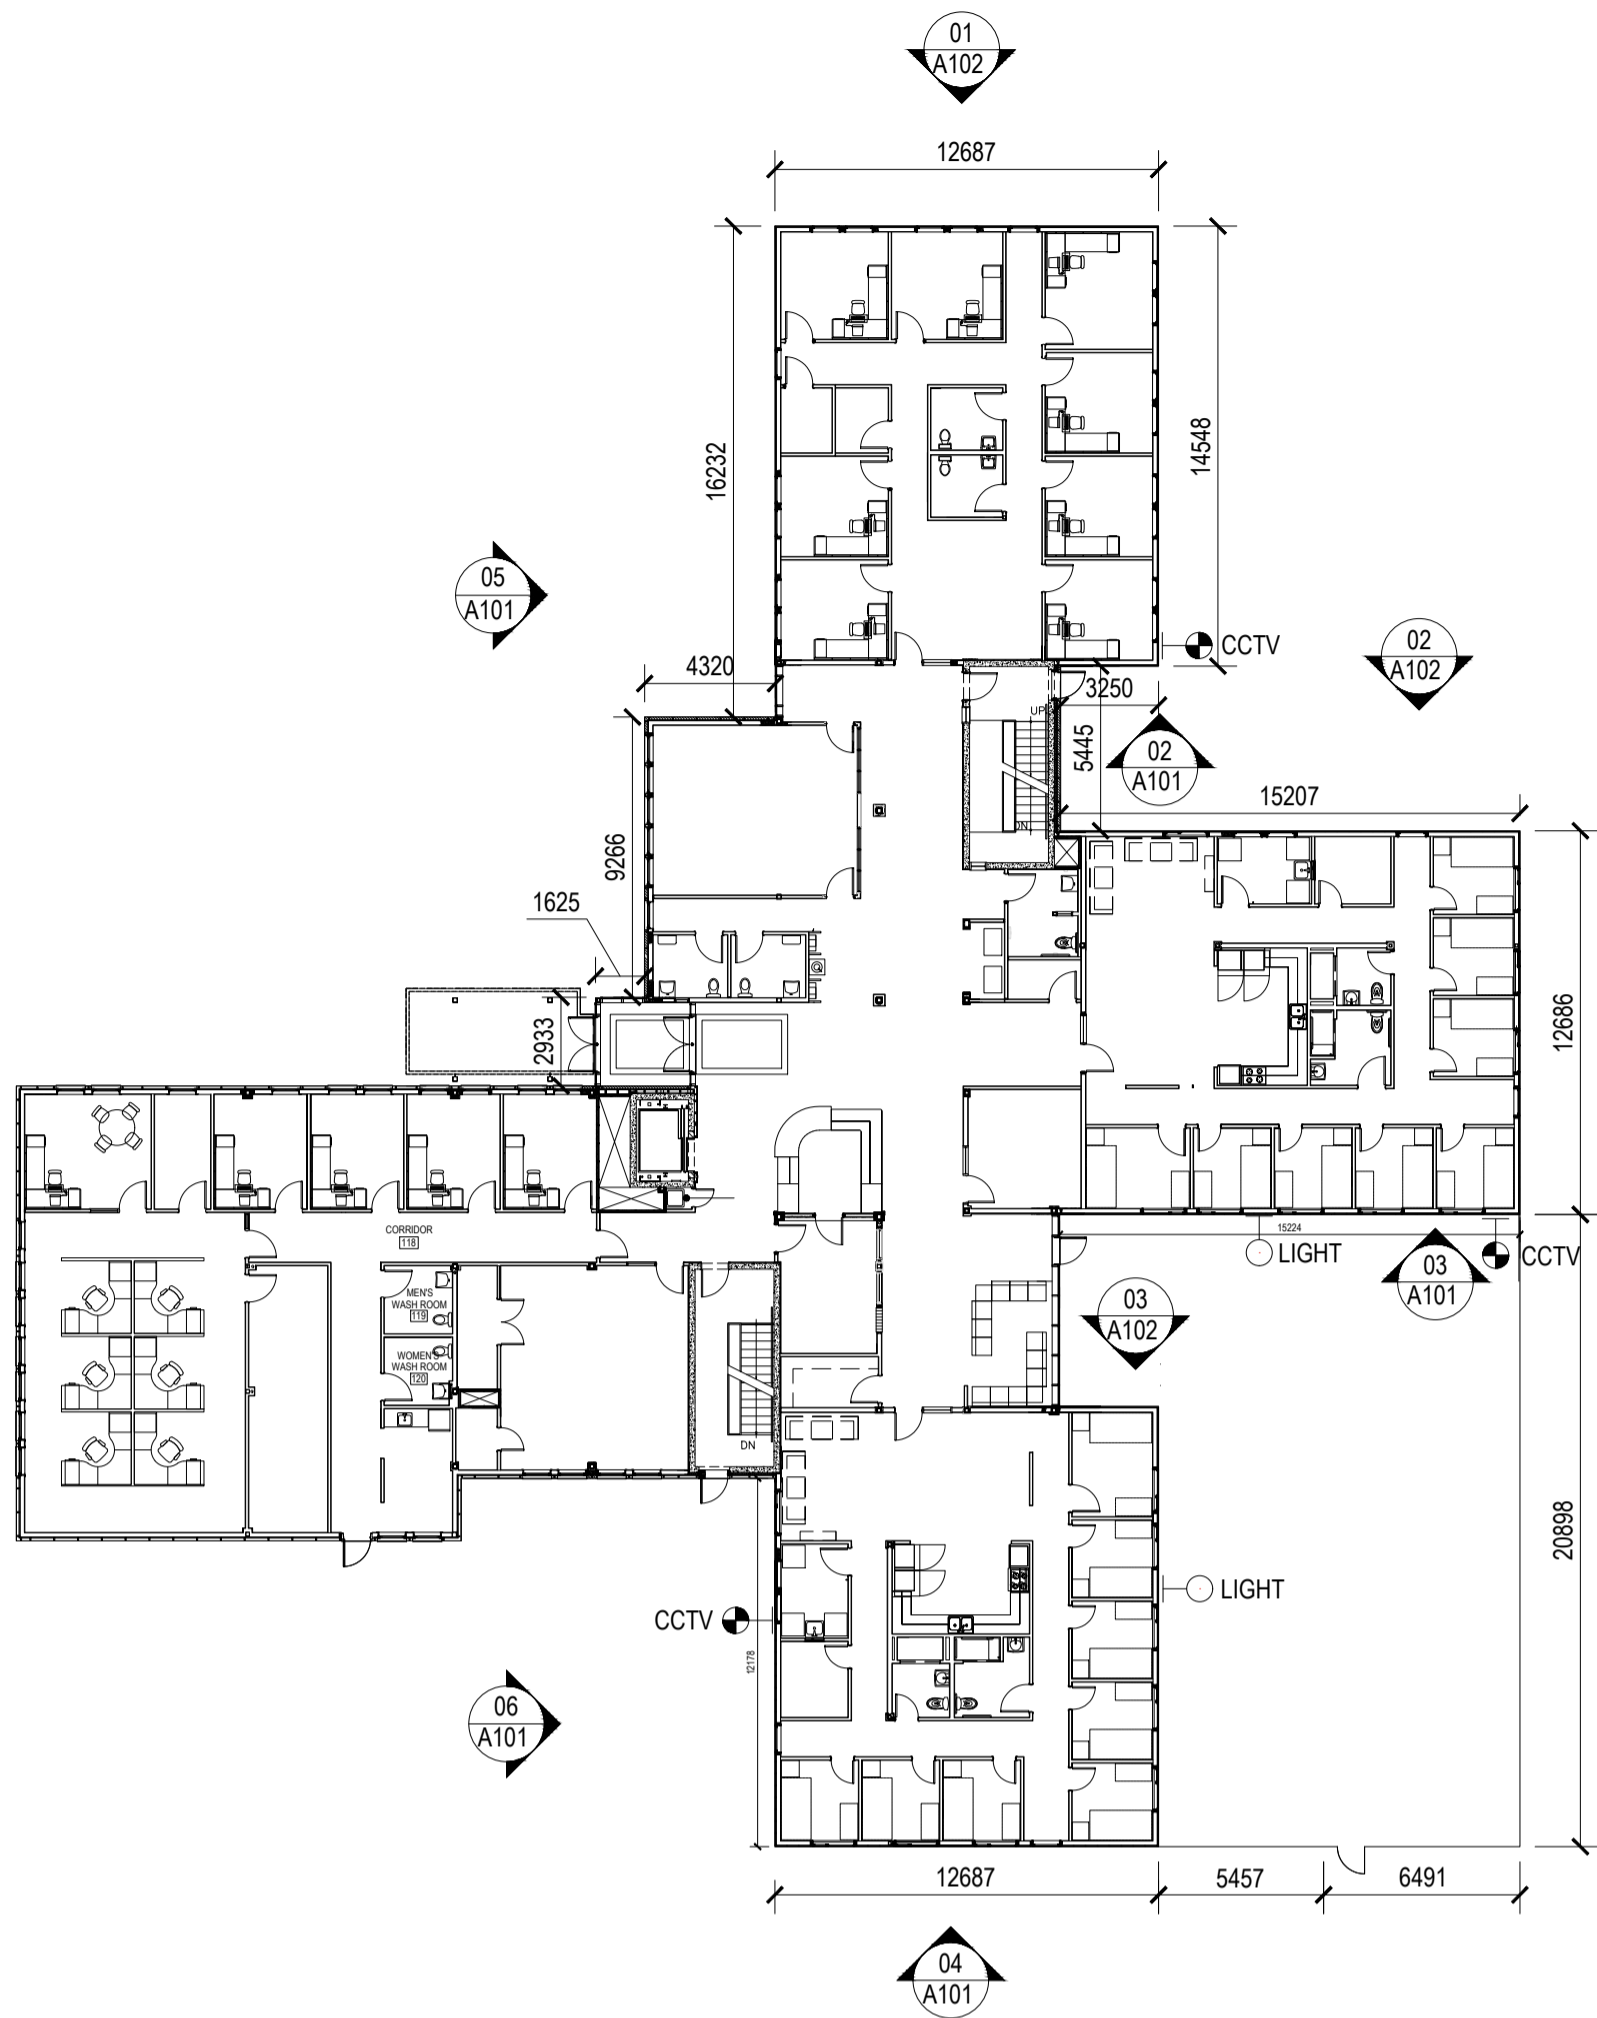 01
A102
12687
16232
14548
05
A101
CCTV
02
A102
4320
3250
UP
5445
02
A101
DN
15207
9266
1625
2933
12686
CORRIDOR
118
15224
LIGHT
CCTV
03
A101
MEN'S
WASH ROOM
119
03
A102
WOMEN'S
WASH ROOM
120
DN
20898
LIGHT
CCTV
12178
06
A101
12687
5457
6491
04
A101